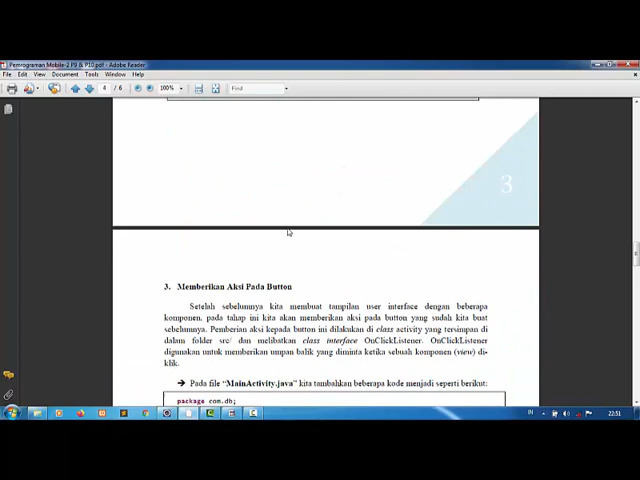 Pemrograman Mobile-2 P9 & P10.pdf - Adobe Reader
File Edit View Document Tools Window Help
4 / 6 100% Find
3
3. Memberikan Aksi Pada Button
Setelah sebelumnya kita membuat tampilan user interface dengan beberapa
komponen, pada tahap ini kita akan memberikan aksi pada button yang sudah kita buat
sebelumnya. Pemberian aksi kepada button ini dilakukan di class activity yang tersimpan di
dalam folder src/ dan melibatkan class interface OnClickListener. OnClickListener
digunakan untuk memberikan umpan balik yang diminta ketika sebuah komponen (view) di-
klik.
➔ Pada file “MainActivity.java” kita tambahkan beberapa kode menjadi seperti berikut:
package com.db;
IN 22:51